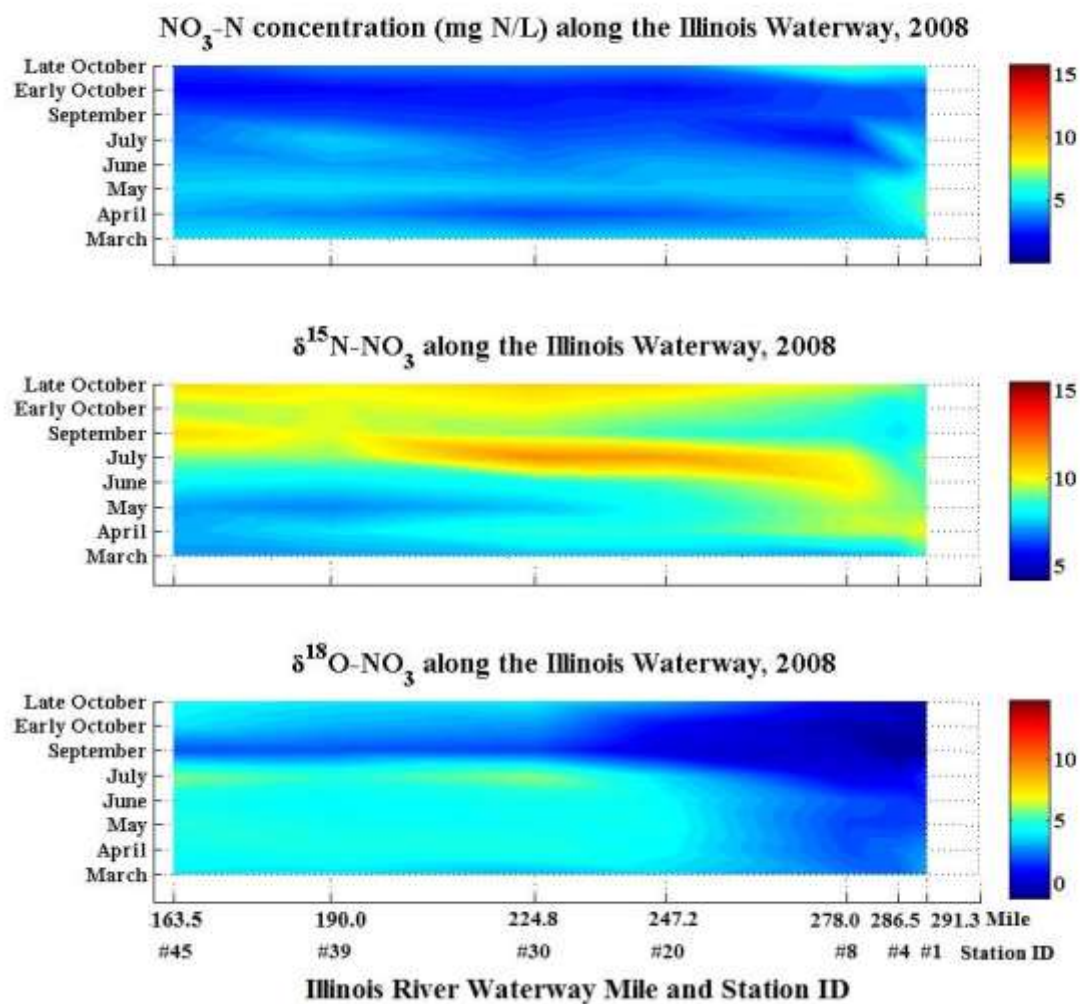 NO3-N concentration (mg N/L) along the Illinois Waterway, 2008
Late October
Early October
September
July
June
May
April
March
15
10
5
δ15N-NO3 along the Illinois Waterway, 2008
Late October
Early October
September
July
June
May
April
March
15
10
5
δ18O-NO3 along the Illinois Waterway, 2008
Late October
Early October
September
July
June
May
April
March
10
5
0
163.5 190.0 224.8 247.2 278.0 286.5 291.3 Mile
#45 #39 #30 #20 #8 #4 #1 Station ID
Illinois River Waterway Mile and Station ID